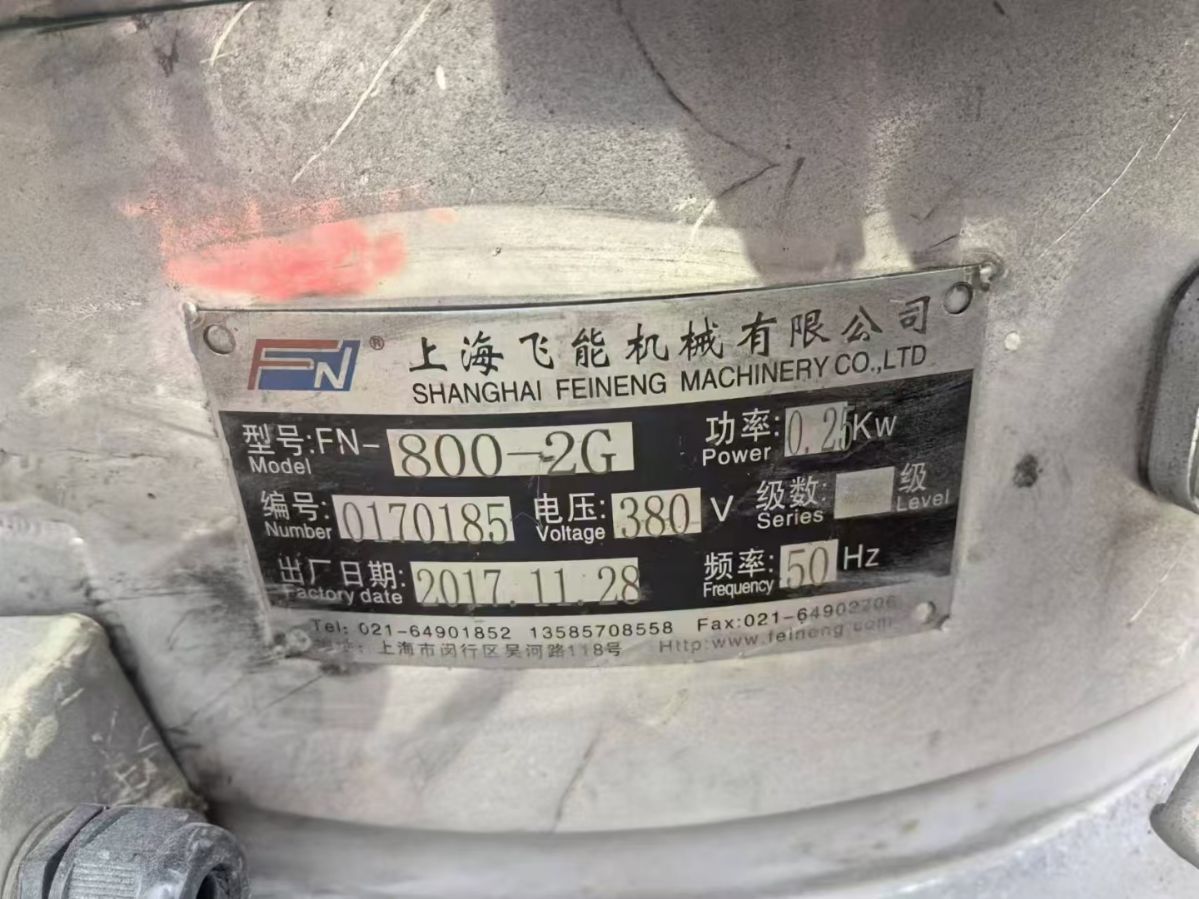 FN® 上海飞能机械有限公司
SHANGHAI FEINENG MACHINERY CO.,LTD
型号:FN-800-2G 功率:0.25Kw
Model Power
编号:0170185 电压:380 V 级数: 级
Number Voltage Series Level
出厂日期:2017.11.28 频率:50Hz
Factory date Frequency
Tel: 021-64901852 13585708558 Fax:021-64902706
地址: 上海市闵行区吴河路118号 Http:www.feineng.com